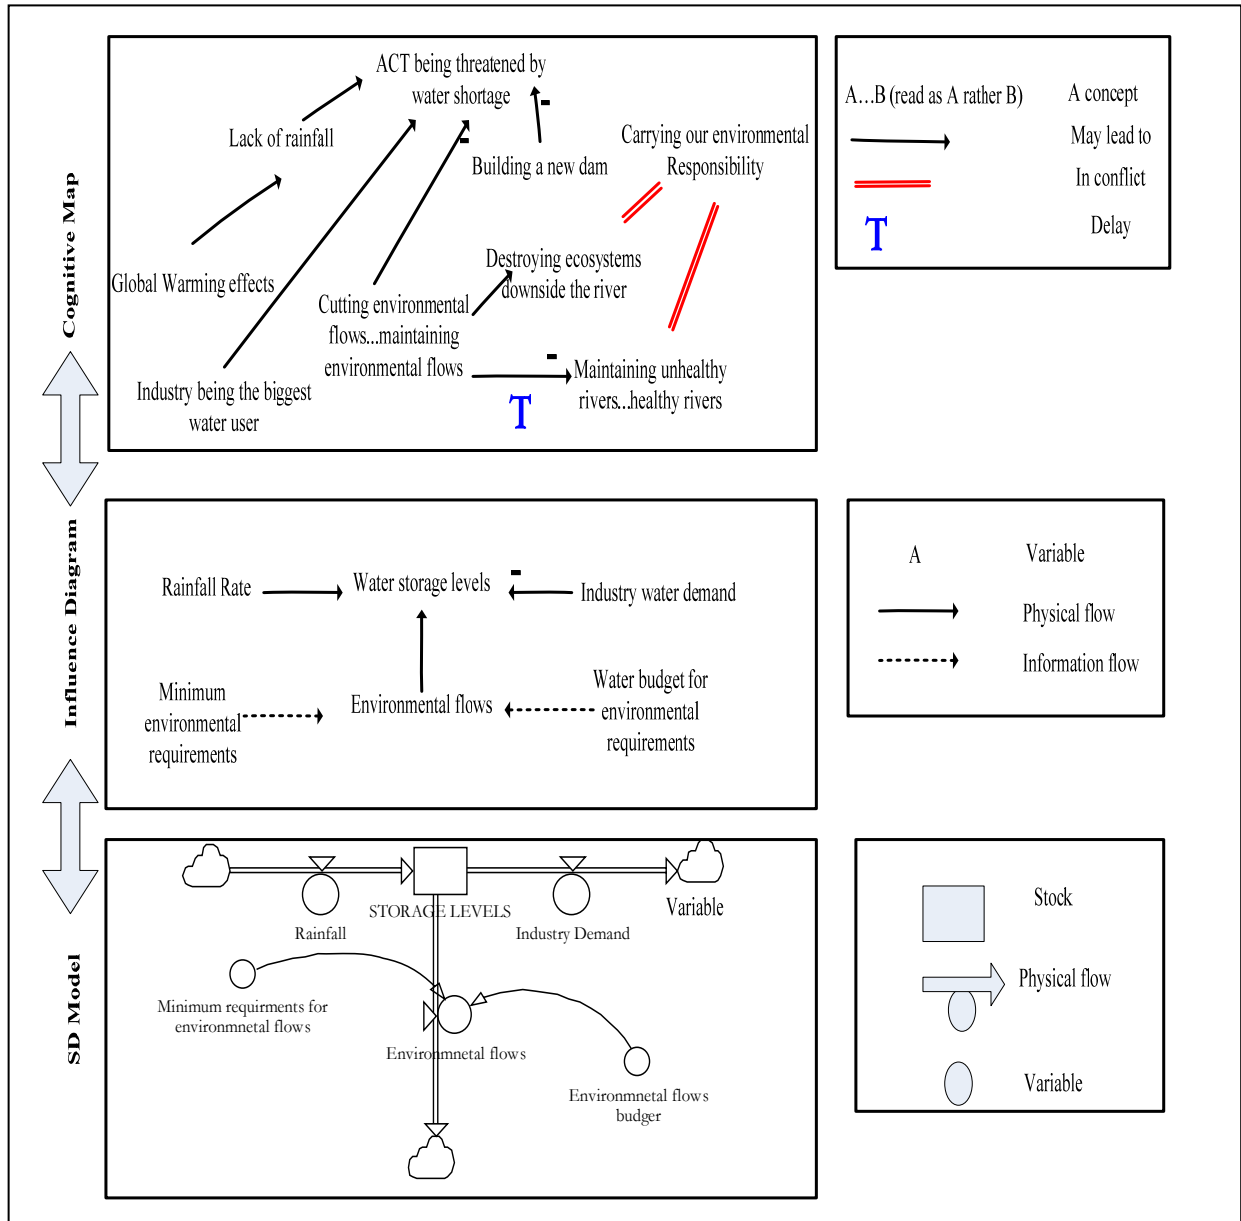 Cognitive Map
ACT being threatened by
water shortage
-
-
Lack of rainfall
Building a new dam
Carrying our environmental
Responsibility
Global Warming effects
Destroying ecosystems
downside the river
Cutting environmental
flows...maintaining
environmental flows
-
Maintaining unhealthy
rivers...healthy rivers
T
Industry being the biggest
water user
A...B (read as A rather B)
A concept
May lead to
In conflict
T
Delay
Influence Diagram
Rainfall Rate
Water storage levels
-
Industry water demand
Minimum
environmental
requirements
Environmental flows
Water budget for
environmental
requirements
A
Variable
Physical flow
Information flow
SD Model
STORAGE LEVELS
Variable
Rainfall
Industry Demand
Minimum requirments for
environmnetal flows
Environmnetal flows
Environmnetal flows
budger
Stock
Physical flow
Variable